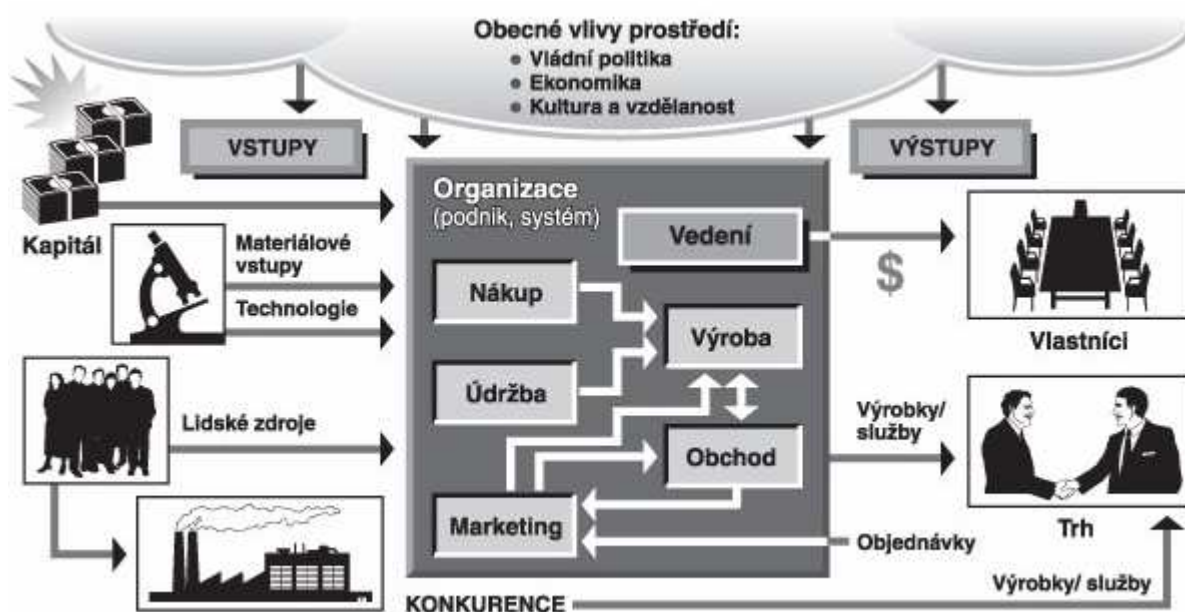 Obecné vlivy prostředí:
• Vládní politika
• Ekonomika
• Kultura a vzdělanost
VSTUPY
VÝSTUPY
Organizace
(podnik, systém)
Vedení
Kapitál
Materiálové
vstupy
Technologie
Nákup
Výroba
$
Vlastníci
Údržba
Lidské zdroje
Obchod
Výrobky/
služby
Marketing
Trh
Objednávky
Výrobky/ služby
KONKURENCE